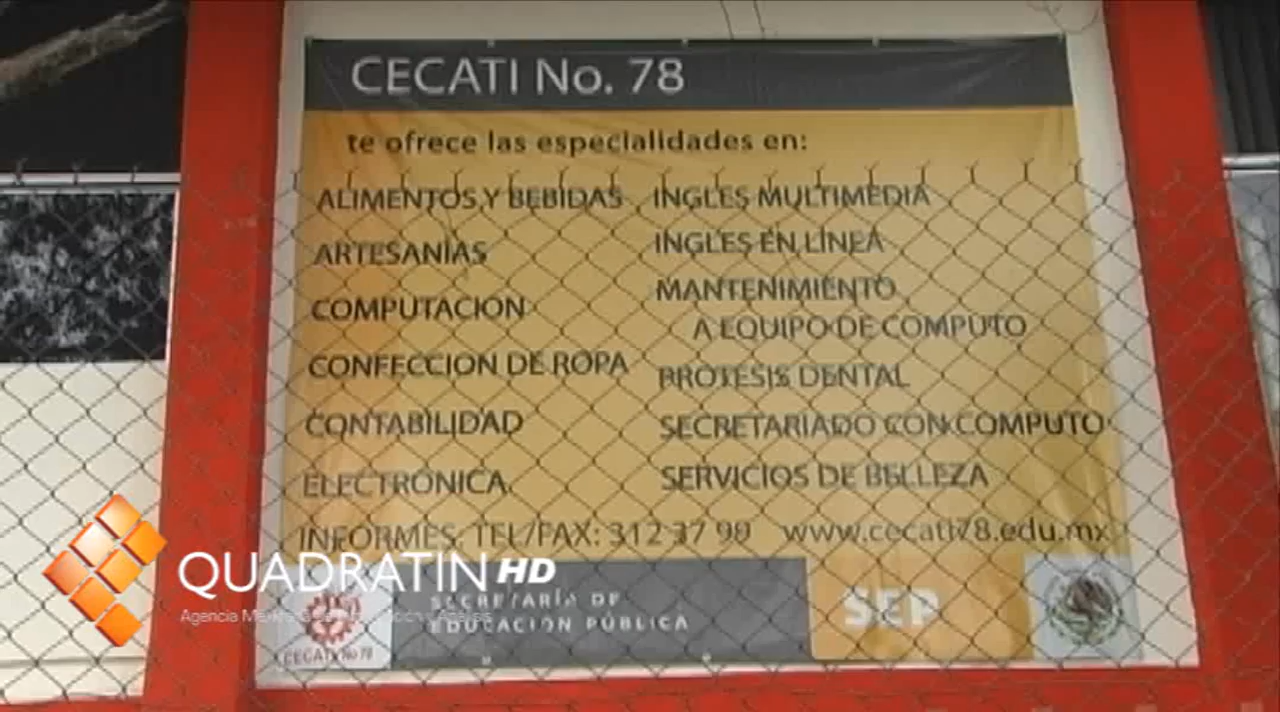 CECATI No. 78
te ofrece las especialidades en:
ALIMENTOS Y BEBIDAS
ARTESANIAS
COMPUTACION
CONFECCION DE ROPA
CONTABILIDAD
ELECTRONICA
INGLES MULTIMEDIA
INGLES EN LÍNEA
MANTENIMIENTO
A EQUIPO DE COMPUTO
PROTESIS DENTAL
SECRETARIADO CON COMPUTO
SERVICIOS DE BELLEZA
INFORMES. TEL/FAX: 312 37 90 www.cecati78.edu.mx
SECRETARÍA DE
EDUCACIÓN PÚBLICA
SEP
CECATI No 78
QUADRATIN HD
Agencia